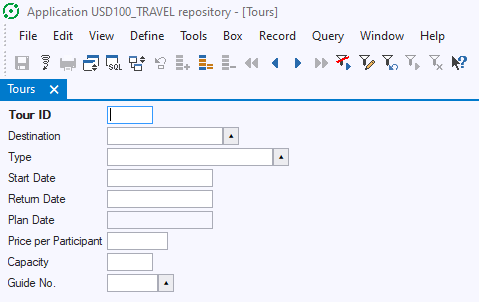 Application USD100_TRAVEL repository - [Tours]
File Edit View Define Tools Box Record Query Window Help
SQL
Tours
Tour ID
Destination
Type
Start Date
Return Date
Plan Date
Price per Participant
Capacity
Guide No.